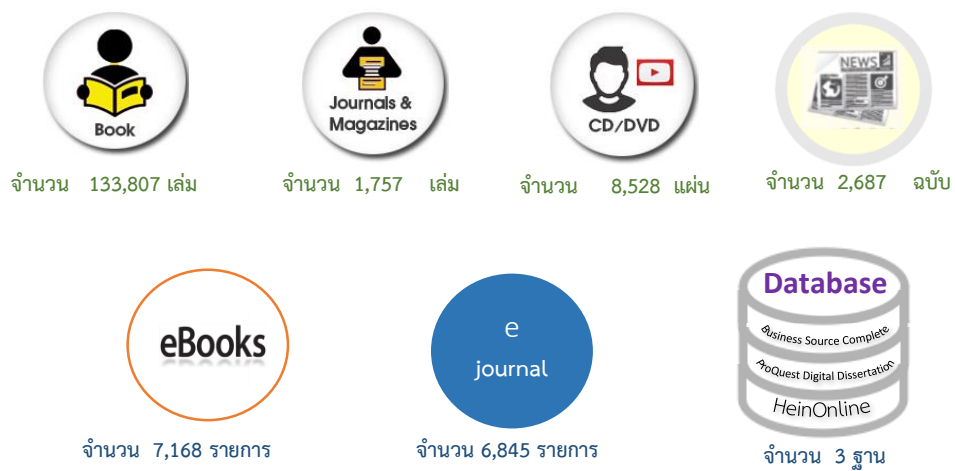 Book
Journals &
Magazines
CD/DVD
NEWS
จำนวน 133,807 เล่ม
จำนวน 1,757 เล่ม
จำนวน 8,528 แผ่น
จำนวน 2,687 ฉบับ
eBooks
e
journal
Database
Business Source Complete
ProQuest Digital Dissertation
HeinOnline
จำนวน 7,168 รายการ
จำนวน 6,845 รายการ
จำนวน 3 ฐาน